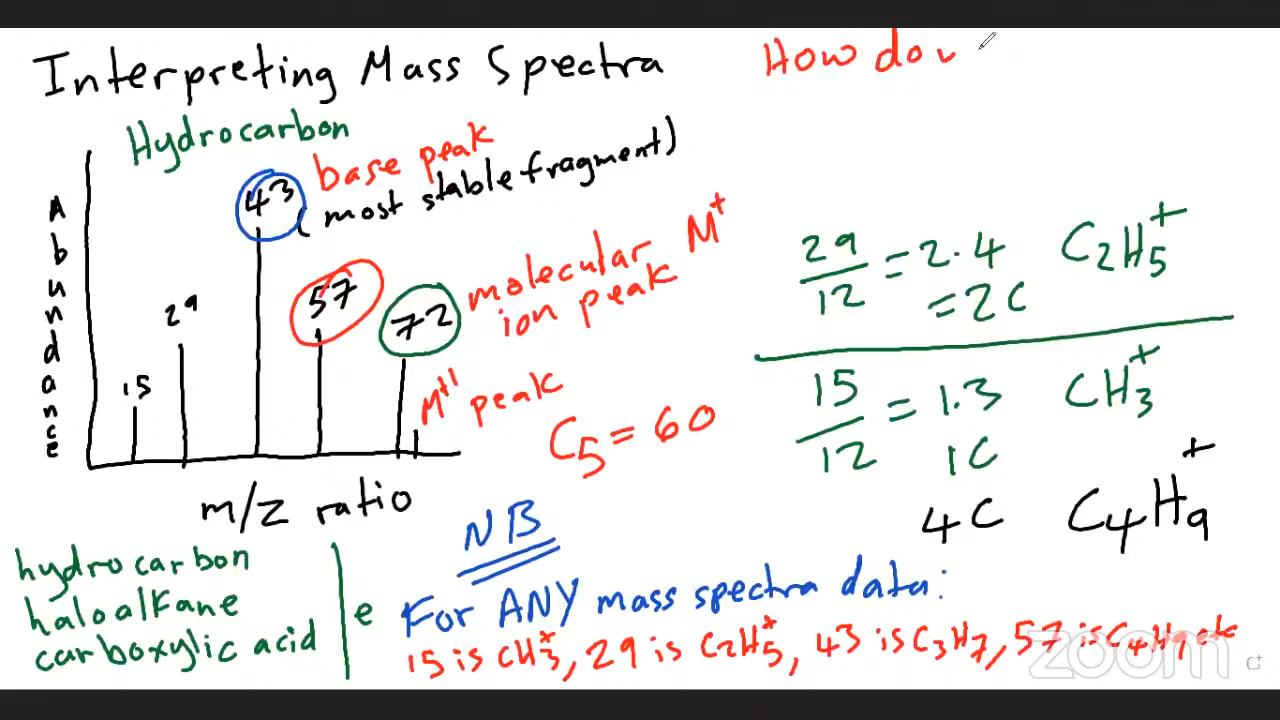 Interpreting Mass Spectra
How do v
Hydrocarbon
43
base peak
(most stable fragment)
Abundance
15
29
57
72
molecular M⁺
ion peak
M⁺¹ peak
C₅ = 60
m/z ratio
29/12 = 2.4 C₂H₅⁺
= 2C
15/12 = 1.3 CH₃⁺
1C
4C C₄H₉⁺
hydrocarbon
haloalkane
carboxylic acid
e
NB
For ANY mass spectra data:
15 is CH₃⁺, 29 is C₂H₅⁺, 43 is C₃H₇, 57 is C₄H₉ etc
zoom